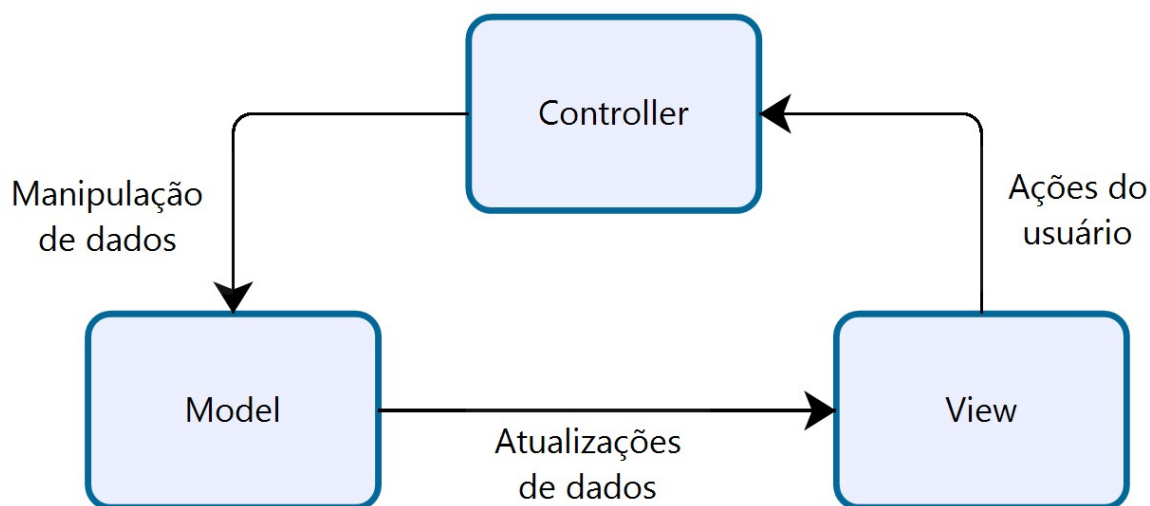 Controller
Manipulação
de dados
Ações do
usuário
Model
View
Atualizações
de dados